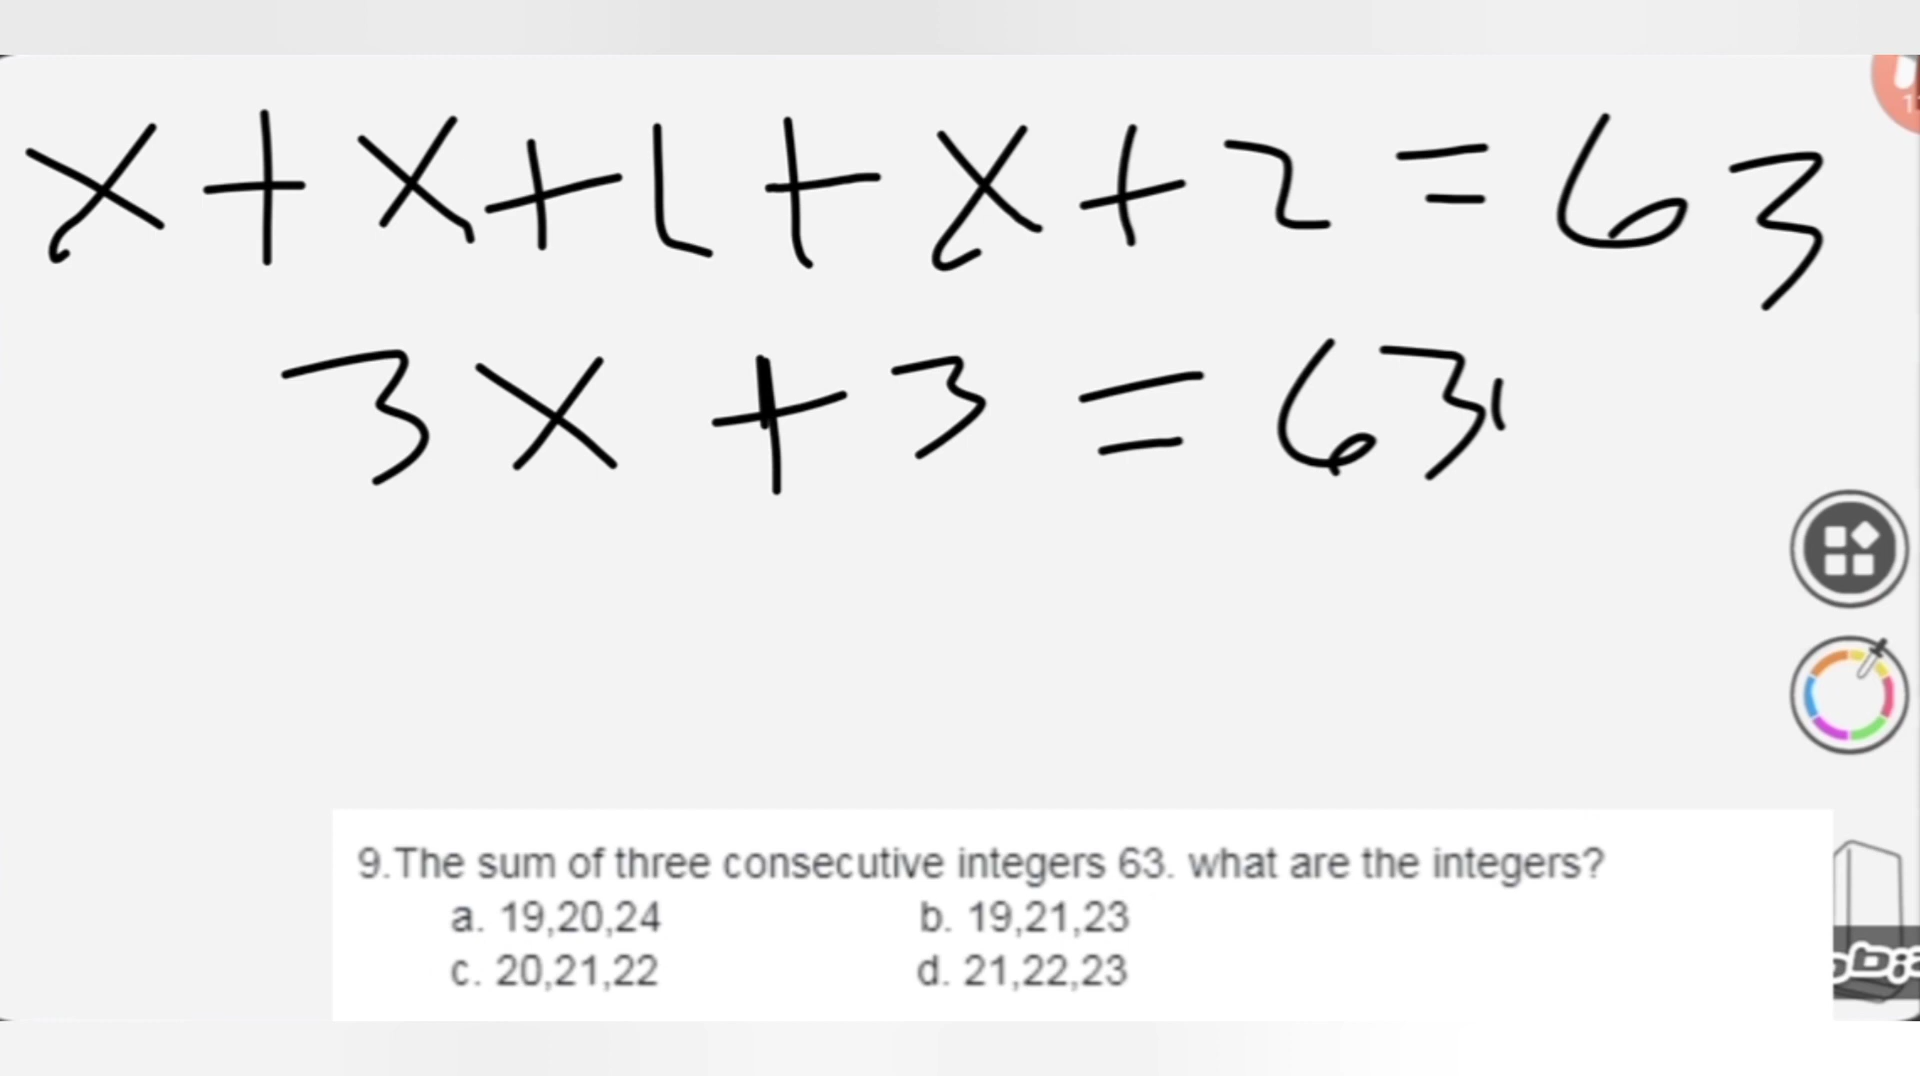 x + x + 1 + x + 2 = 63
3x + 3 = 63
9.The sum of three consecutive integers 63. what are the integers?
a. 19,20,24 b. 19,21,23
c. 20,21,22 d. 21,22,23